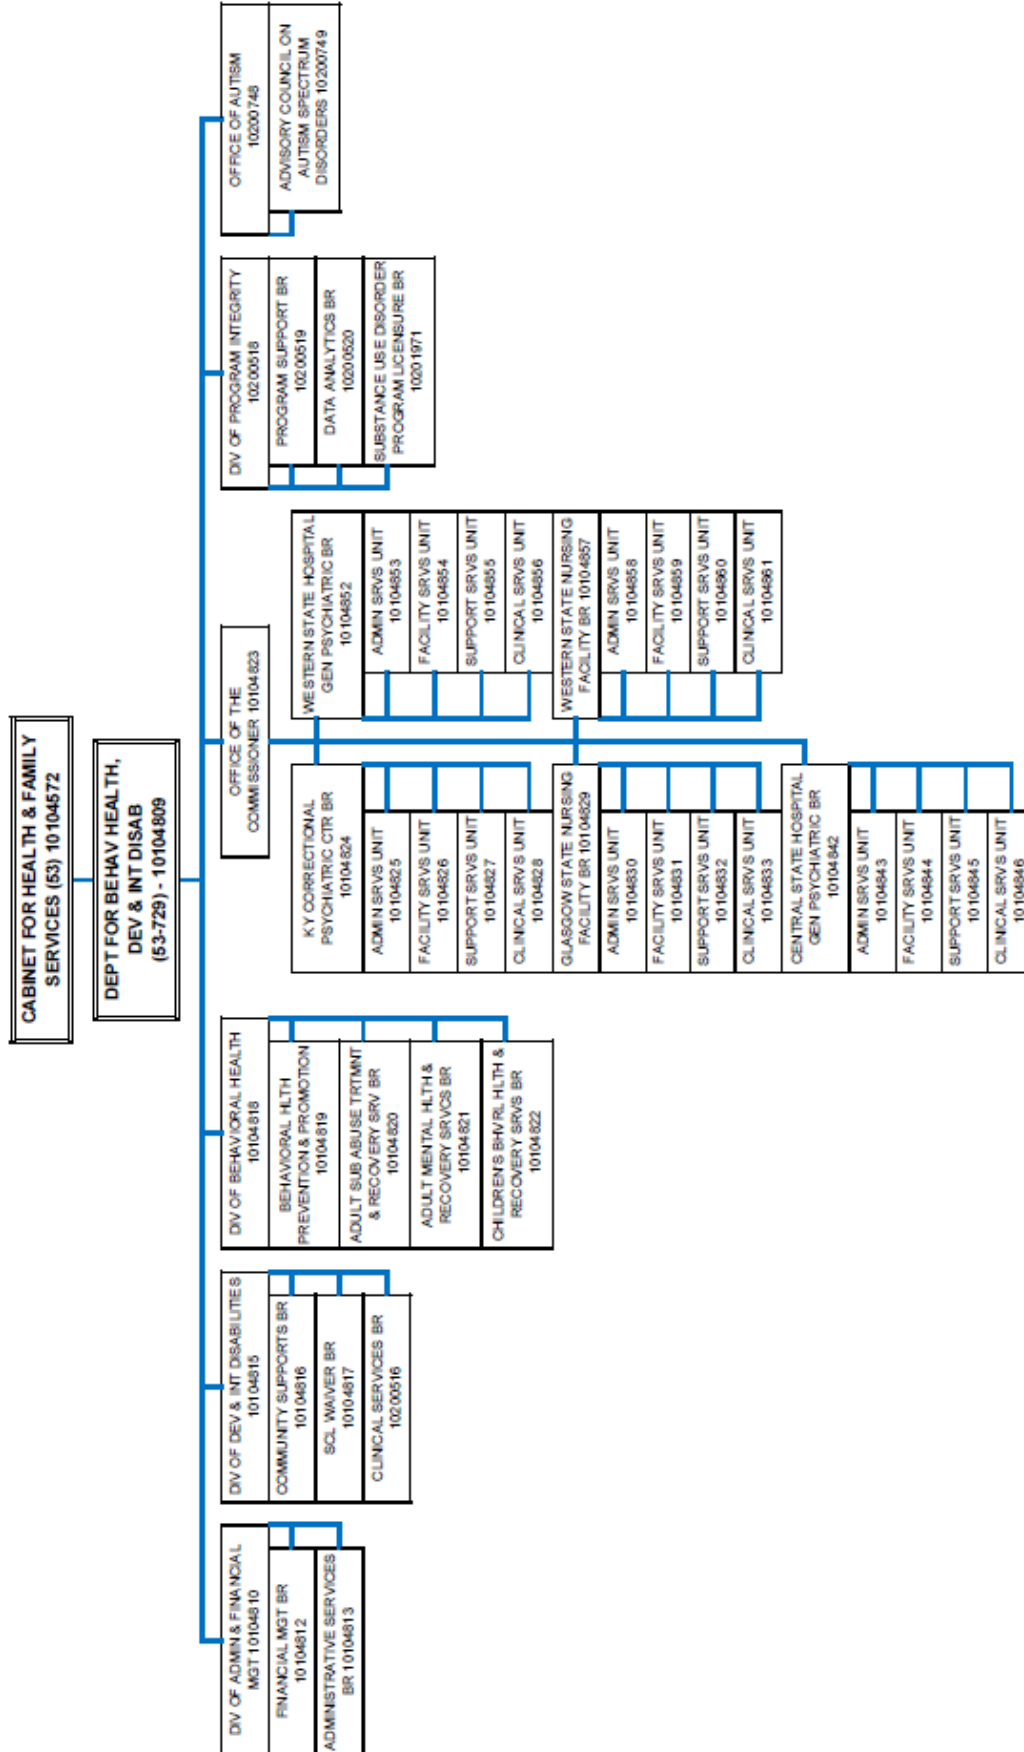 CABINET FOR HEALTH & FAMILY
SERVICES (53) 10104572
DEPT FOR BEHAV HEALTH,
DEV & INT DISAB
(53-729) - 10104809
DIV OF ADMIN & FINANCIAL
MGT 10104810
FINANCIAL MGT BR
10104812
ADMINISTRATIVE SERVICES
BR 10104813
DIV OF DEV & INT DISABILITIES
10104815
COMMUNITY SUPPORTS BR
10104816
SCL WAIVER BR
10104817
CLINICAL SERVICES BR
10200516
DIV OF BEHAVIORAL HEALTH
10104818
BEHAVIORAL HLTH
PREVENTION & PROMOTION
10104819
ADULT SUB ABUSE TRTMNT
& RECOVERY SRV BR
10104820
ADULT MENTAL HLTH &
RECOVERY SRVCS BR
10104821
CHILDREN'S BHVRL HLTH &
RECOVERY SRVS BR
10104822
OFFICE OF THE
COMMISSIONER 10104823
KY CORRECTIONAL
PSYCHIATRIC CTR BR
10104824
ADMIN SRVS UNIT
10104825
FACILITY SRVS UNIT
10104826
SUPPORT SRVS UNIT
10104827
CLINICAL SRVS UNIT
10104828
GLASGOW STATE NURSING
FACILITY BR 10104829
ADMIN SRVS UNIT
10104830
FACILITY SRVS UNIT
10104831
SUPPORT SRVS UNIT
10104832
CLINICAL SRVS UNIT
10104833
CENTRAL STATE HOSPITAL
GEN PSYCHIATRIC BR
10104842
ADMIN SRVS UNIT
10104843
FACILITY SRVS UNIT
10104844
SUPPORT SRVS UNIT
10104845
CLINICAL SRVS UNIT
10104846
WESTERN STATE HOSPITAL
GEN PSYCHIATRIC BR
10104852
ADMIN SRVS UNIT
10104853
FACILITY SRVS UNIT
10104854
SUPPORT SRVS UNIT
10104855
CLINICAL SRVS UNIT
10104856
WESTERN STATE NURSING
FACILITY BR 10104857
ADMIN SRVS UNIT
10104858
FACILITY SRVS UNIT
10104859
SUPPORT SRVS UNIT
10104860
CLINICAL SRVS UNIT
10104861
DIV OF PROGRAM INTEGRITY
10200518
PROGRAM SUPPORT BR
10200519
DATA ANALYTICS BR
10200520
SUBSTANCE USE DISORDER
PROGRAM LICENSURE BR
10201971
OFFICE OF AUTISM
10200748
ADVISORY COUNCIL ON
AUTISM SPECTRUM
DISORDERS 10200749